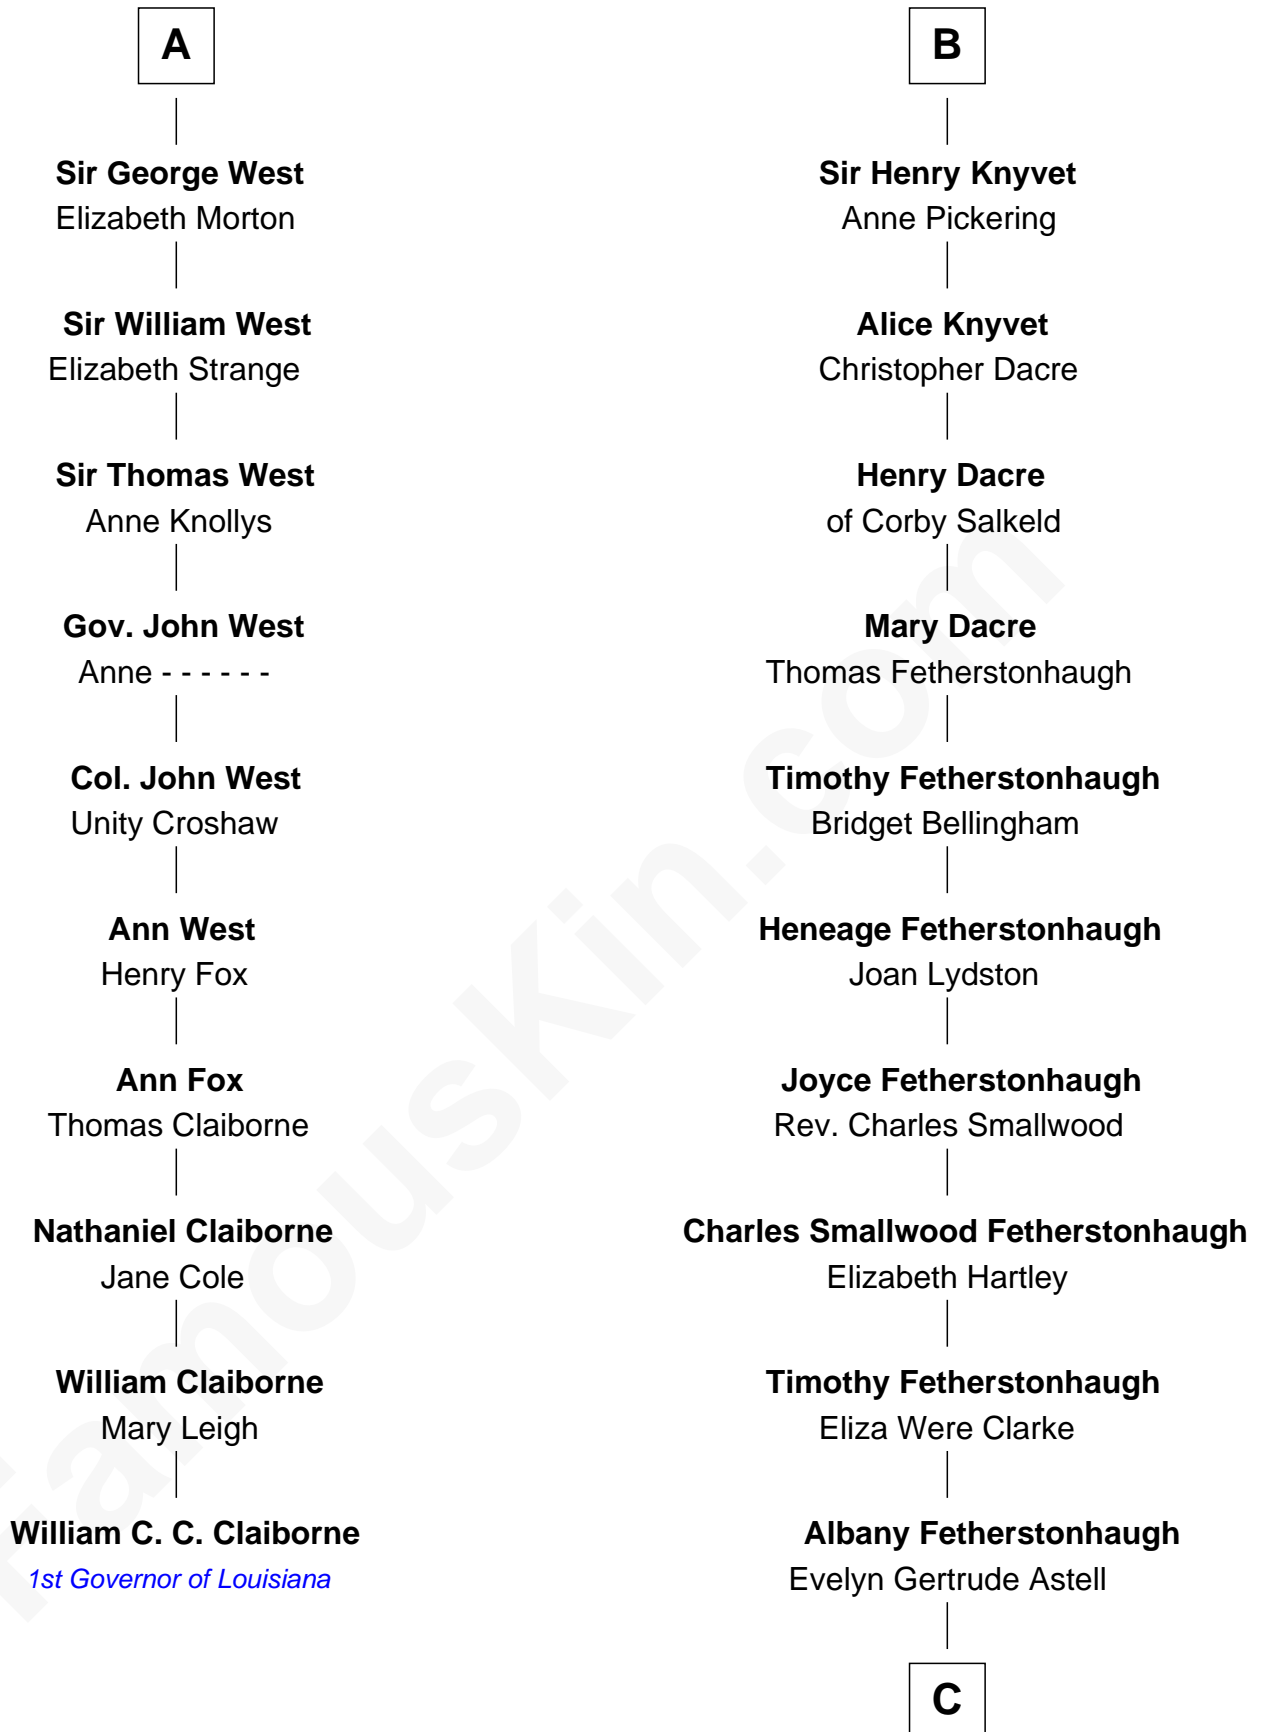 A
Sir George West
Elizabeth Morton
Sir William West
Elizabeth Strange
Sir Thomas West
Anne Knollys
Gov. John West
Anne - - - - - -
Col. John West
Unity Croshaw
Ann West
Henry Fox
Ann Fox
Thomas Claiborne
Nathaniel Claiborne
Jane Cole
William Claiborne
Mary Leigh
William C. C. Claiborne
1st Governor of Louisiana
B
Sir Henry Knyvet
Anne Pickering
Alice Knyvet
Christopher Dacre
Henry Dacre
of Corby Salkeld
Mary Dacre
Thomas Fetherstonhaugh
Timothy Fetherstonhaugh
Bridget Bellingham
Heneage Fetherstonhaugh
Joan Lydston
Joyce Fetherstonhaugh
Rev. Charles Smallwood
Charles Smallwood Fetherstonhaugh
Elizabeth Hartley
Timothy Fetherstonhaugh
Eliza Were Clarke
Albany Fetherstonhaugh
Evelyn Gertrude Astell
C
FamousKin.com